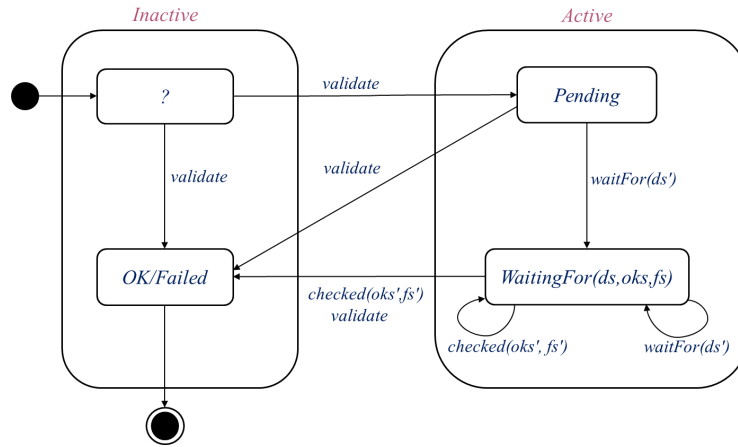 Inactive
Active
?
validate
Pending
validate
validate
waitFor(ds')
OK/Failed
WaitingFor(ds,oks,fs)
checked(oks',fs')
validate
checked(oks', fs')
waitFor(ds')